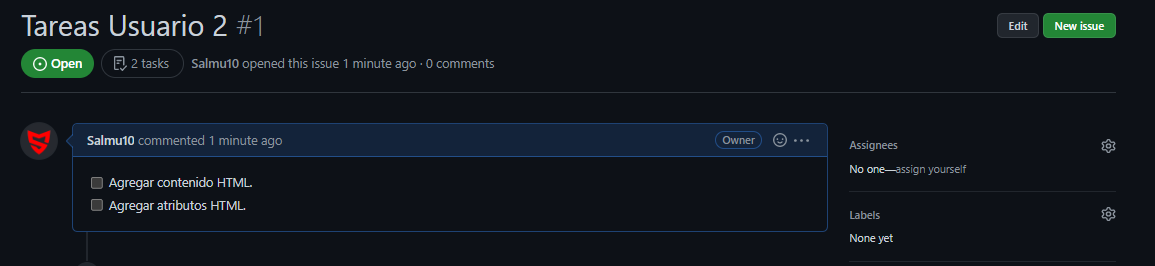 Tareas Usuario 2 #1
Edit
New issue
Open
2 tasks
Salmu10 opened this issue 1 minute ago · 0 comments
Salmu10 commented 1 minute ago
Owner
Agregar contenido HTML.
Agregar atributos HTML.
Assignees
No one—assign yourself
Labels
None yet